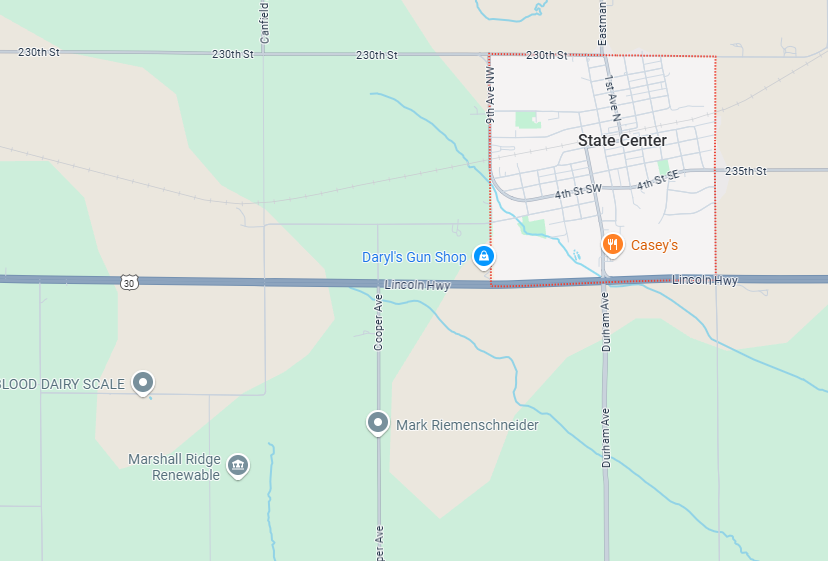 Canfield
Eastman
230th St
230th St
230th St
230th St
9th Ave NW
1st Ave N
State Center
235th St
4th St SW
4th St SE
Casey's
Daryl's Gun Shop
30
Lincoln Hwy
Lincoln Hwy
Cooper Ave
Durham Ave
BLOOD DAIRY SCALE
Mark Riemenschneider
Durham Ave
Marshall Ridge
Renewable
per Ave